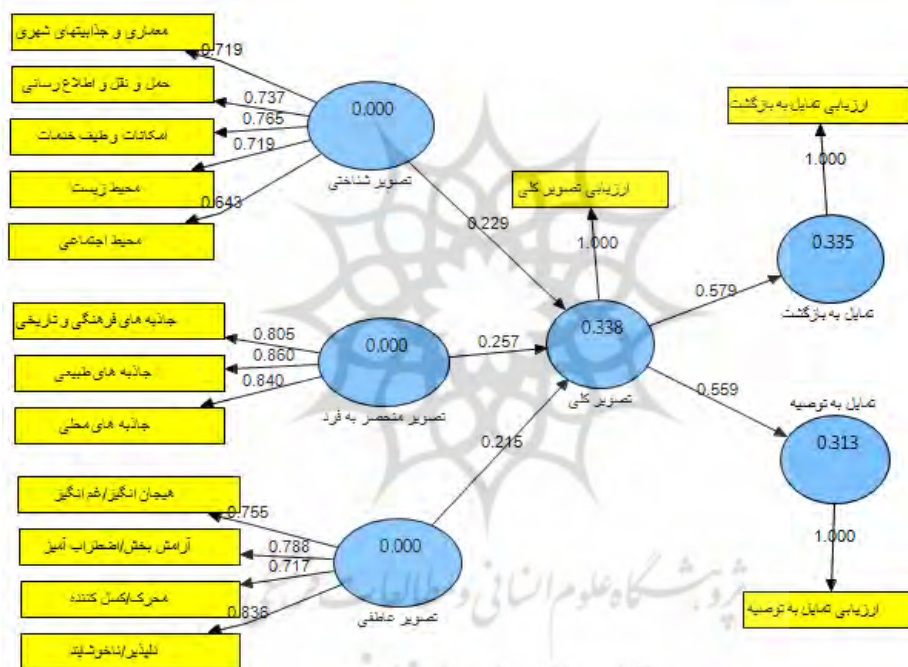 معماری و جذابیتهای شهری
0.719
حمل و نقل و اطلاع رسانی
0.737
امکانات و طیف خدمات
0.765
محیط زیست
0.719
محیط اجتماعی
0.643
0.000
تصویر شناختی
0.229
جاذبه های فرهنگی و تاریخی
0.805
جاذبه های طبیعی
0.860
جاذبه های محلی
0.840
0.000
تصویر منحصر به فرد
0.257
هیجان انگیز/غم انگیز
0.755
آرامش بخش/اضطراب آمیز
0.788
محرک/کسل کننده
0.717
دلپذیر/ناخوشایند
0.836
0.000
تصویر عاطفی
0.215
ارزیابی تصویر کلی
1.000
0.338
تصویر کلی
0.579
0.559
ارزیابی تمایل به بازگشت
1.000
0.335
تمایل به بازگشت
تمایل به توصیه
0.313
1.000
ارزیابی تمایل به توصیه
پژوهشگاه علوم انسانی و مطالعات